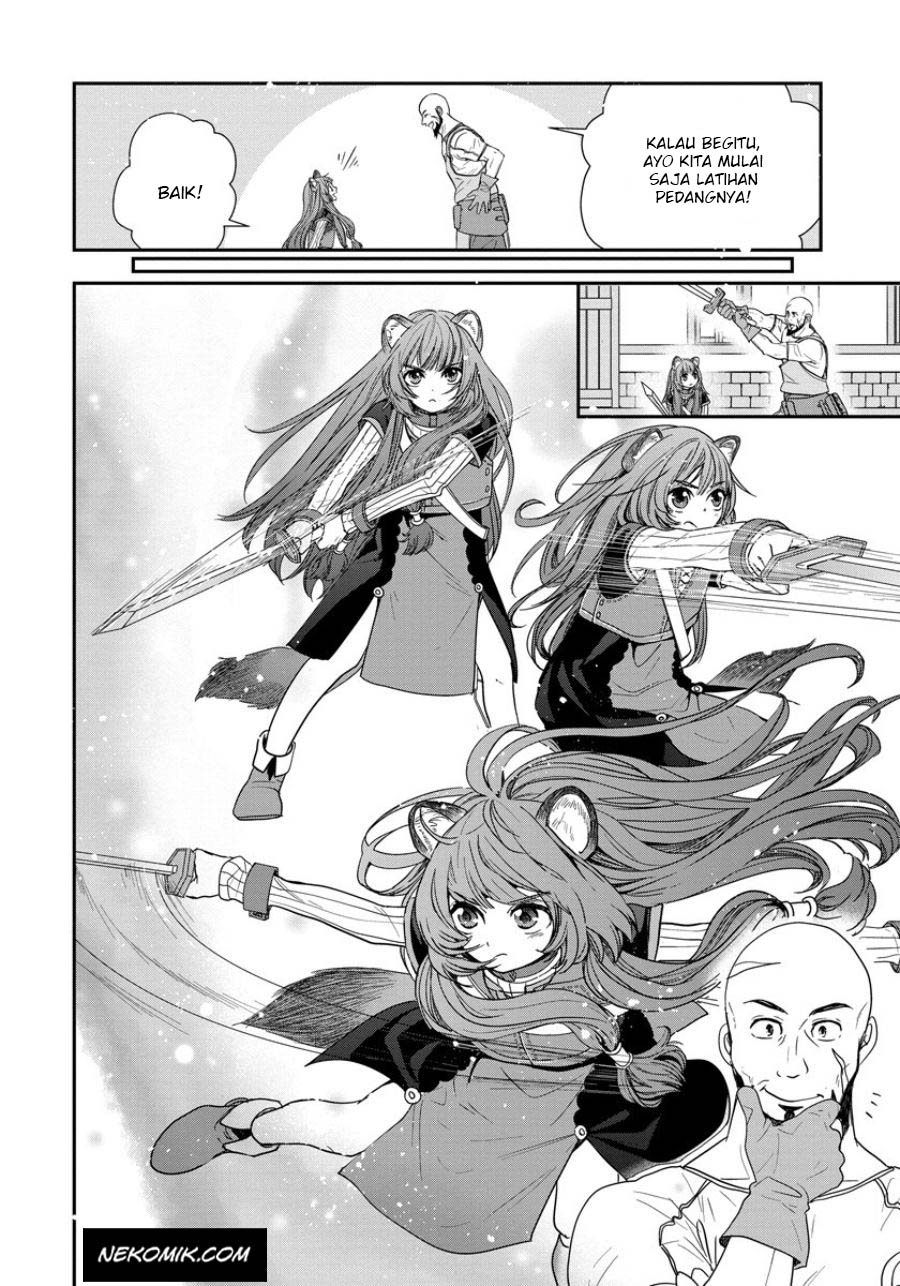 KALAU BEGITU,
AYO KITA MULAI
SAJA LATIHAN
PEDANGNYA!
BAIK!
NEKOMIK.COM